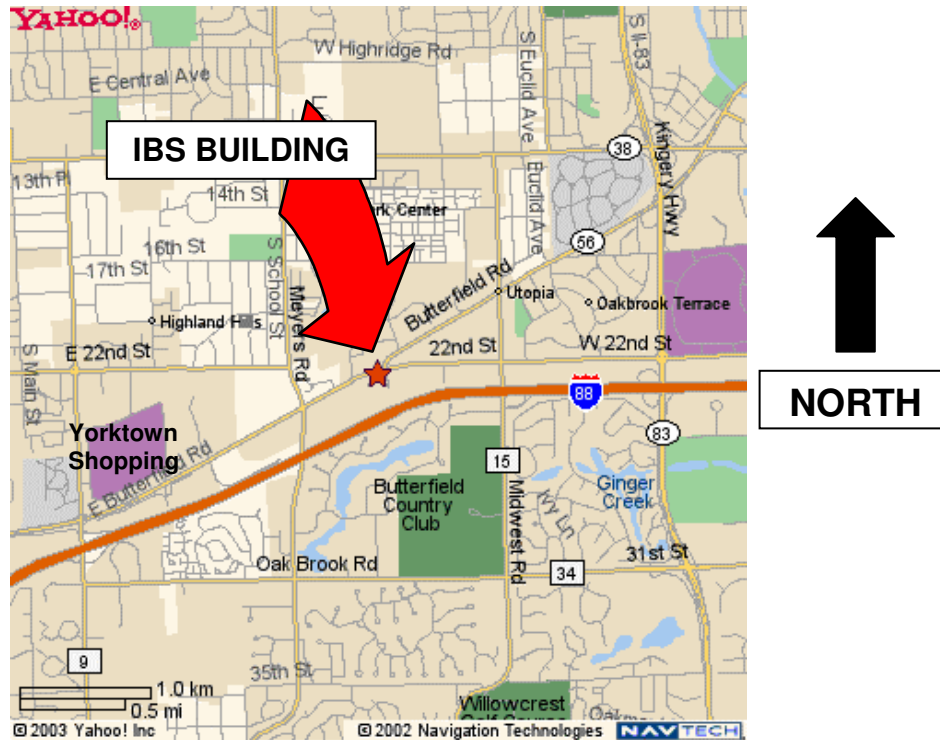 YAHOO!®
W Highridge Rd
S Euclid Ave
S Il-83
E Central Ave
IBS BUILDING
38
Kingery Hwy
13th Pl
14th St
rk Center
Euclid Ave
16th St
17th St
S School St
56
Butterfield Rd
Utopia
Oakbrook Terrace
Meyers Rd
Highland H s
S Main St
E 22nd St
22nd St
W 22nd St
88
NORTH
Yorktown
Shopping
E Butterfield Rd
83
15
Butterfield
Country
Club
Midwest Rd
Ivy Ln
Ginger
Creek
31st St
Oak Brook Rd
34
9
35th St
1.0 km
0.5 mi
Willowcrest
Golf Course
© 2003 Yahoo! Inc
© 2002 Navigation Technologies
NAVTECH